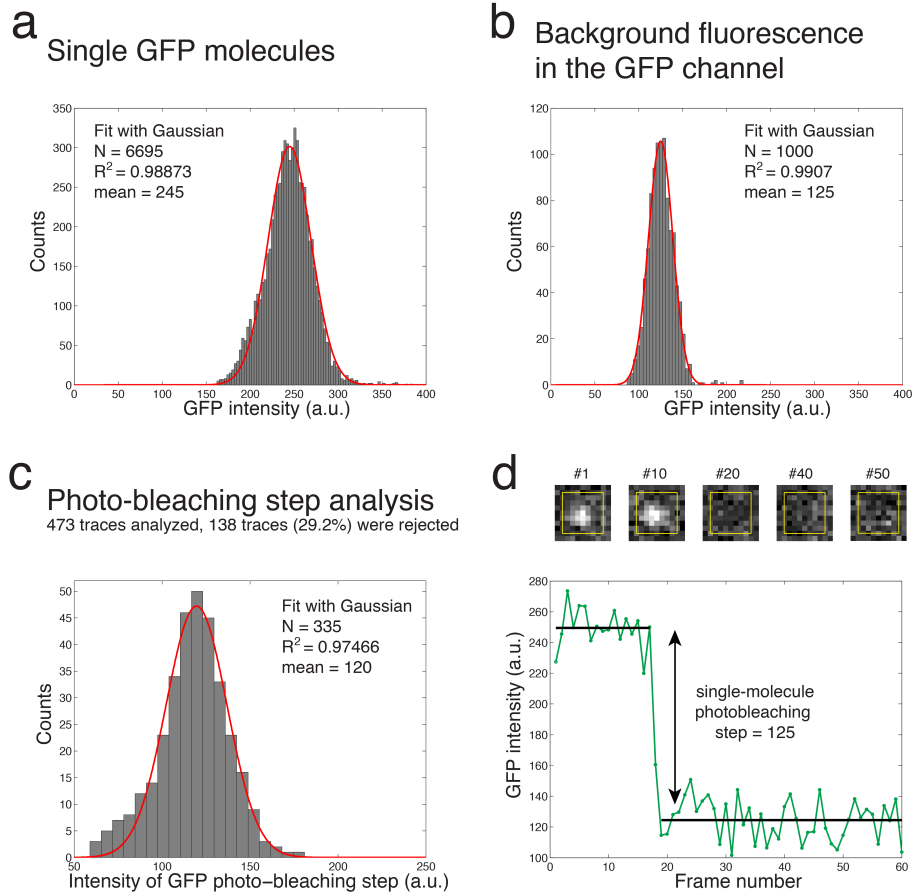 a
Single GFP molecules
350
300
250
200
150
100
50
0
Counts
Fit with Gaussian
N = 6695
R² = 0.98873
mean = 245
0 50 100 150 200 250 300 350 400
GFP intensity (a.u.)
b
Background fluorescence
in the GFP channel
120
100
80
60
40
20
0
Counts
Fit with Gaussian
N = 1000
R² = 0.9907
mean = 125
0 50 100 150 200 250 300 350 400
GFP intensity (a.u.)
c
Photo-bleaching step analysis
473 traces analyzed, 138 traces (29.2%) were rejected
50
45
40
35
30
25
20
15
10
5
0
Counts
Fit with Gaussian
N = 335
R² = 0.97466
mean = 120
50 100 150 200 250
Intensity of GFP photo−bleaching step (a.u.)
d
#1 #10 #20 #40 #50
280
260
240
220
200
180
160
140
120
100
GFP intensity (a.u.)
single-molecule
photobleaching
step = 125
0 10 20 30 40 50 60
Frame number